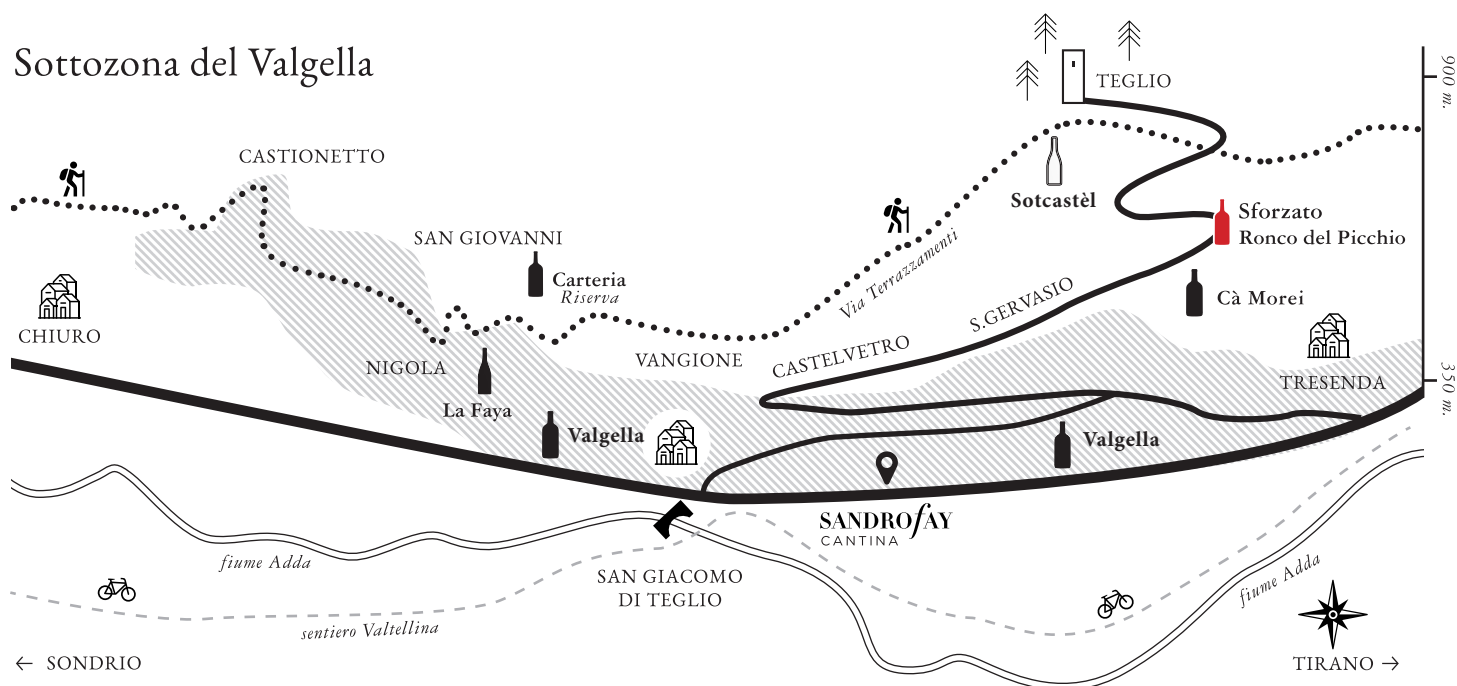 Sottozona del Valgella
TEGLIO
900 m.
CASTIONETTO
Sotcastèl
Sforzato
Ronco del Picchio
SAN GIOVANNI
Carteria
Riserva
Via Terrazzamenti
S.GERVASIO
Cà Morei
CHIURO
NIGOLA
VANGIONE
CASTELVETRO
TRESENDA
350 m.
La Faya
Valgella
Valgella
SANDROfAY
CANTINA
fiume Adda
SAN GIACOMO
DI TEGLIO
fiume Adda
sentiero Valtellina
← SONDRIO
TIRANO →